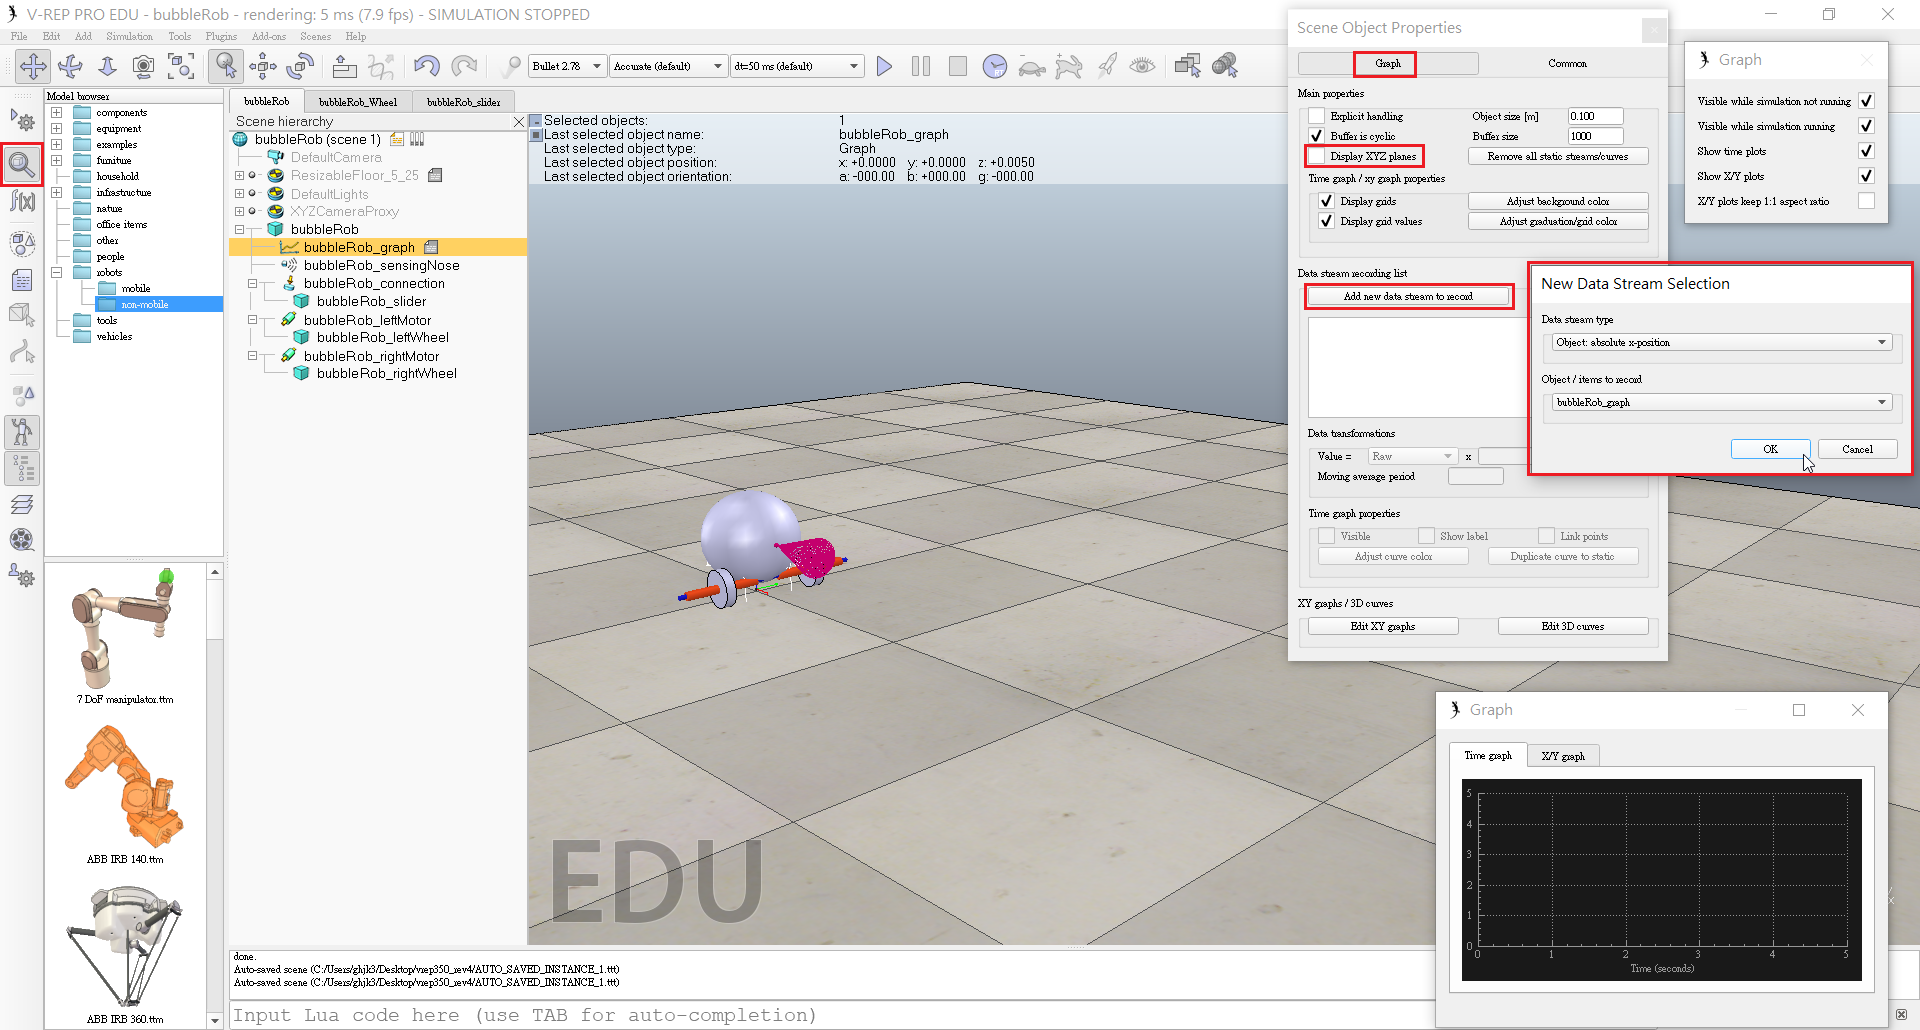 V-REP PRO EDU - bubbleRob - rendering: 5 ms (7.9 fps) - SIMULATION STOPPED
File Edit Add Simulation Tools Plugins Add-ons Scenes Help
Bullet 2.78
Accurate (default)
dt=50 ms (default)
Model browser
components
equipment
examples
furniture
household
infrastructure
nature
office items
other
people
robots
mobile
non-mobile
tools
vehicles
7 DoF manipulator.ttm
ABB IRB 140.ttm
ABB IRB 360.ttm
bubbleRob
bubbleRob_Wheel
bubbleRob_slider
Scene hierarchy
bubbleRob (scene 1)
DefaultCamera
ResizableFloor_5_25
DefaultLights
XYZCameraProxy
bubbleRob
bubbleRob_graph
bubbleRob_sensingNose
bubbleRob_connection
bubbleRob_slider
bubbleRob_leftMotor
bubbleRob_leftWheel
bubbleRob_rightMotor
bubbleRob_rightWheel
Selected objects: 1
Last selected object name: bubbleRob_graph
Last selected object type: Graph
Last selected object position: x: +0.0000 y: +0.0000 z: +0.0050
Last selected object orientation: a: -000.00 b: +000.00 g: -000.00
EDU
done.
Auto-saved scene (C:/Users/ghjk3/Desktop/vrep350_rev4/AUTO_SAVED_INSTANCE_1.ttt)
Auto-saved scene (C:/Users/ghjk3/Desktop/vrep350_rev4/AUTO_SAVED_INSTANCE_1.ttt)
Input Lua code here (use TAB for auto-completion)
Scene Object Properties
Graph
Common
Main properties
Explicit handling
Object size [m] 0.100
Buffer is cyclic
Buffer size 1000
Display XYZ planes
Remove all static streams/curves
Time graph / xy graph properties
Display grids
Adjust background color
Display grid values
Adjust graduation/grid color
Data stream recording list
Add new data stream to record
Data transformations
Value = Raw x
Moving average period
Time graph properties
Visible
Show label
Link points
Adjust curve color
Duplicate curve to static
XY graphs / 3D curves
Edit XY graphs
Edit 3D curves
Graph
Visible while simulation not running
Visible while simulation running
Show time plots
Show X/Y plots
X/Y plots keep 1:1 aspect ratio
New Data Stream Selection
Data stream type
Object: absolute x-position
Object / items to record
bubbleRob_graph
OK
Cancel
Graph
Time graph
X/Y graph
5
4
3
2
1
0
0 1 2 3 4 5
Time (seconds)